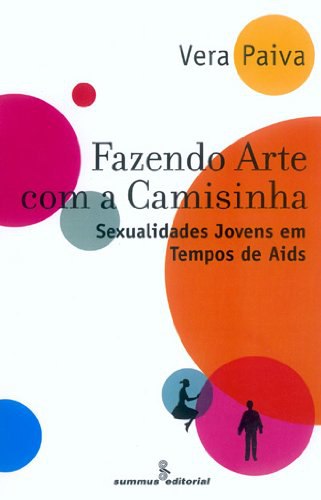 Vera Paiva
Fazendo Arte
com a Camisinha
Sexualidades Jovens em
Tempos de Aids
summus editorial